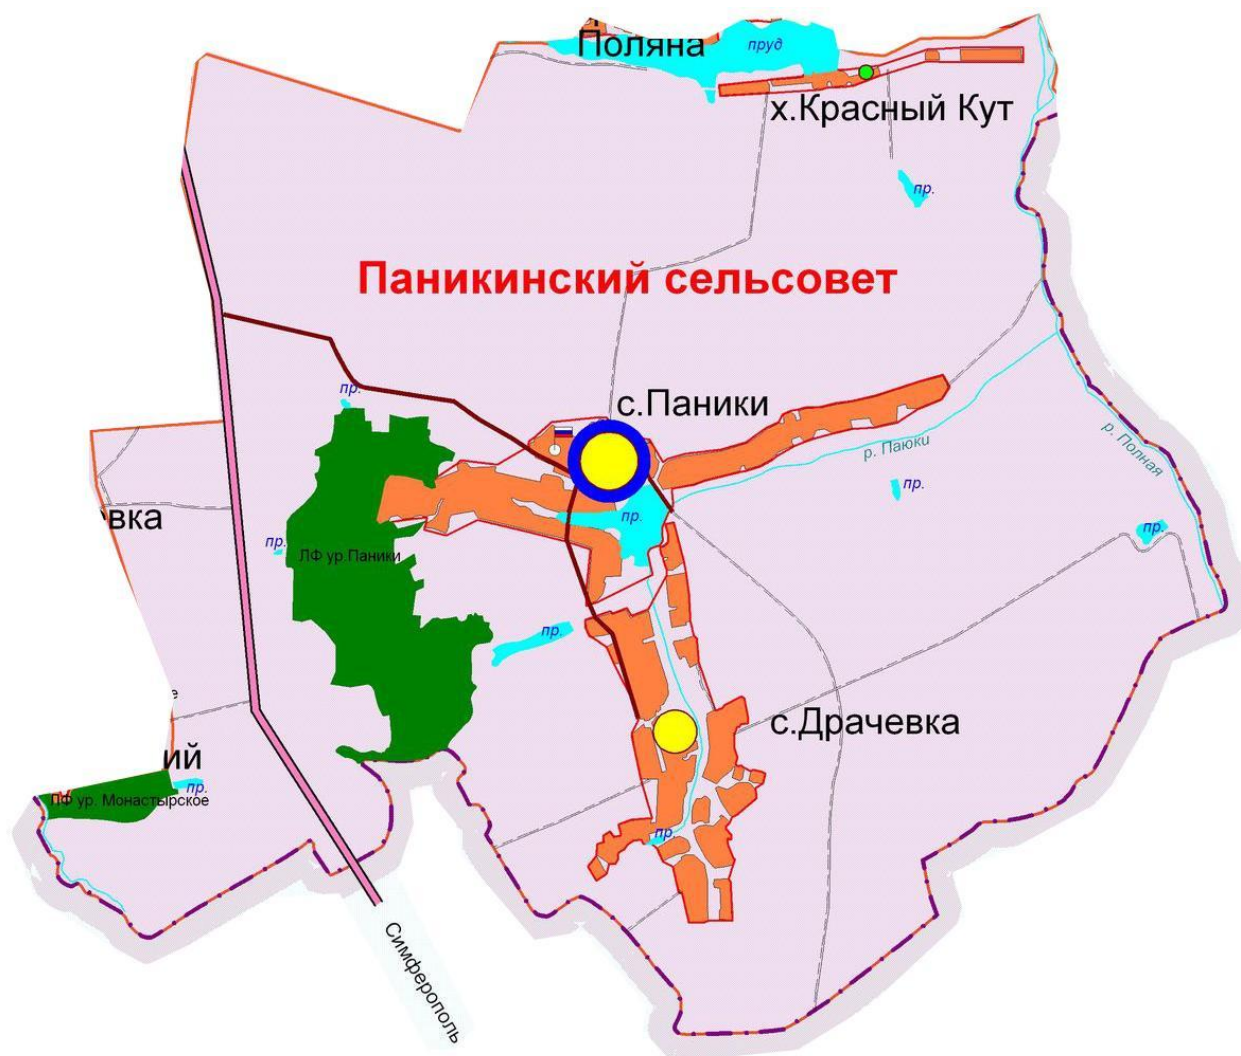 Поляна
пруд
х.Красный Кут
пр.
Паникинский сельсовет
пр.
с.Паники
р. Паюки
р. Полная
пр.
пр.
пр.
вка
пр.
ЛФ ур.Паники
пр.
с.Драчевка
ий
пр.
ЛФ ур. Монастырское
пр.
Симферополь